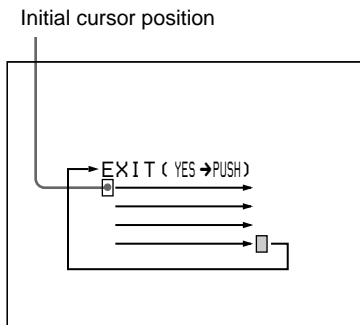 Initial cursor position
EXIT( YES →PUSH)